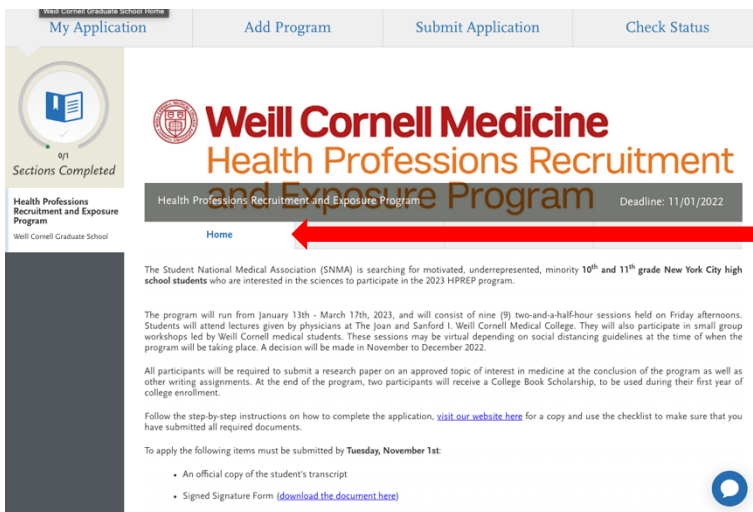 Weill Cornell Graduate School Home
My Application
Add Program
Submit Application
Check Status
0/1
Sections Completed
Health Professions
Recruitment and Exposure
Program
Weill Cornell Graduate School
Weill Cornell Medicine
Health Professions Recruitment
and Exposure Program
Health Professions Recruitment and Exposure Program
Deadline: 11/01/2022
Home
The Student National Medical Association (SNMA) is searching for motivated, underrepresented, minority 10th and 11th grade New York City high
school students who are interested in the sciences to participate in the 2023 HPREP program.
The program will run from January 13th - March 17th, 2023, and will consist of nine (9) two-and-a-half-hour sessions held on Friday afternoons.
Students will attend lectures given by physicians at The Joan and Sanford I. Weill Cornell Medical College. They will also participate in small group
workshops led by Weill Cornell medical students. These sessions may be virtual depending on social distancing guidelines at the time of when the
program will be taking place. A decision will be made in November to December 2022.
All participants will be required to submit a research paper on an approved topic of interest in medicine at the conclusion of the program as well as
other writing assignments. At the end of the program, two participants will receive a College Book Scholarship, to be used during their first year of
college enrollment.
Follow the step-by-step instructions on how to complete the application, visit our website here for a copy and use the checklist to make sure that you
have submitted all required documents.
To apply the following items must be submitted by Tuesday, November 1st:
• An official copy of the student's transcript
• Signed Signature Form (download the document here)